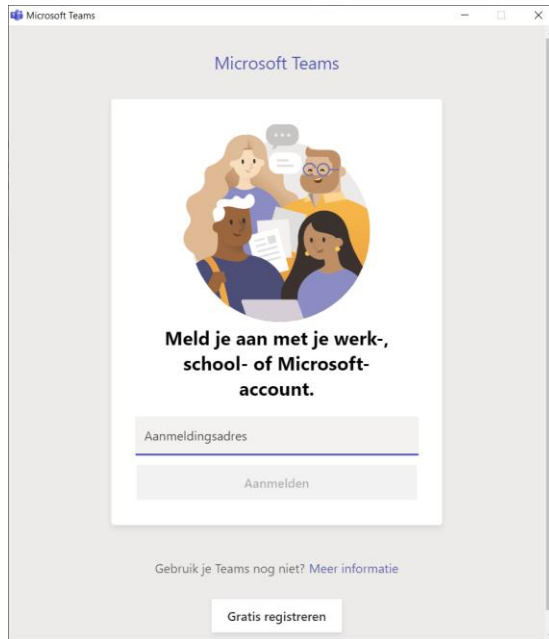 Microsoft Teams
Microsoft Teams
Meld je aan met je werk-,
school- of Microsoft-
account.
Aanmeldingsadres
Aanmelden
Gebruik je Teams nog niet? Meer informatie
Gratis registreren